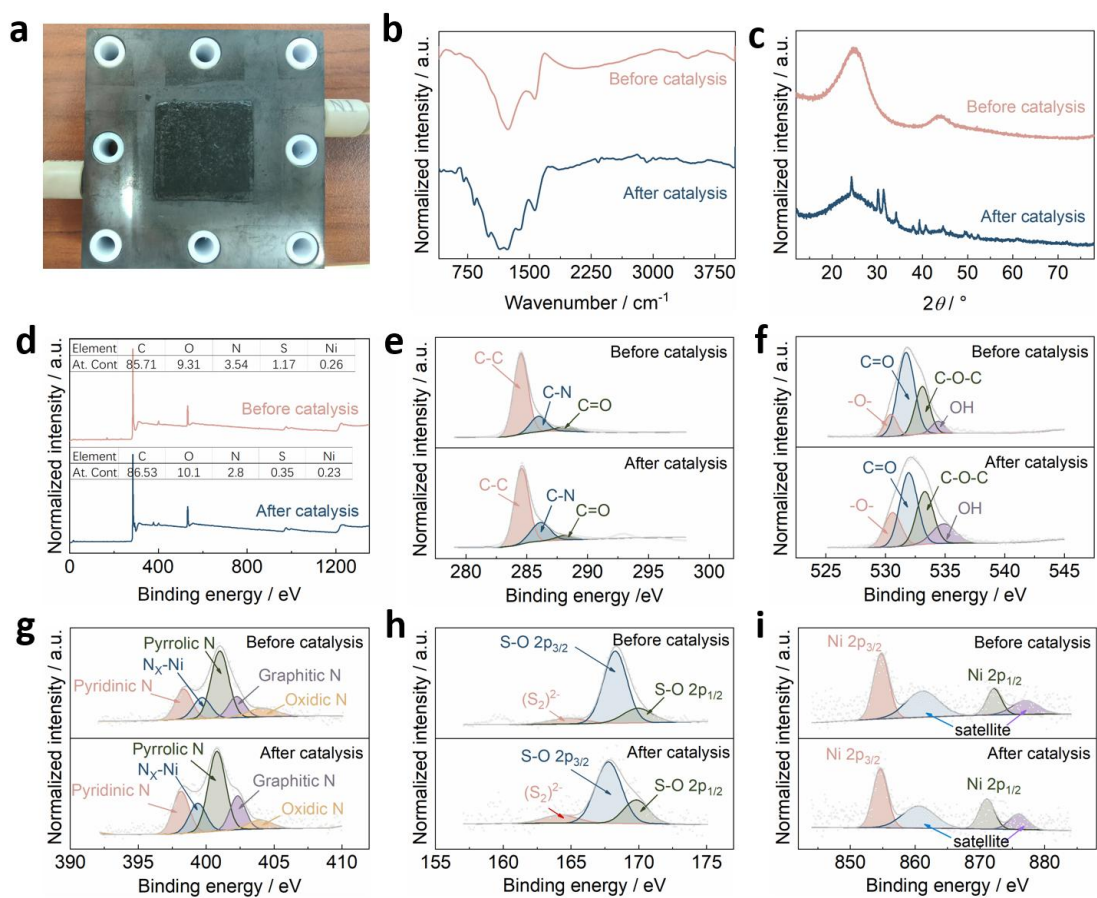 a
b
Normalized intensity / a.u.
Before catalysis
After catalysis
750 1500 2250 3000 3750
Wavenumber / cm⁻¹
c
Normalized intensity / a.u.
Before catalysis
After catalysis
20 30 40 50 60 70
2θ / °
d
Normalized intensity / a.u.
Element C O N S Ni
At. Cont 85.71 9.31 3.54 1.17 0.26
Before catalysis
Element C O N S Ni
At. Cont 86.53 10.1 2.8 0.35 0.23
After catalysis
0 400 800 1200
Binding energy / eV
e
Normalized intensity / a.u.
Before catalysis
C-C
C-N
C=O
After catalysis
C-C
C-N
C=O
280 285 290 295 300
Binding energy /eV
f
Normalized intensity / a.u.
Before catalysis
C=O
C-O-C
-O-
OH
After catalysis
C=O
C-O-C
-O-
OH
525 530 535 540 545
Binding energy / eV
g
Normalized intensity / a.u.
Before catalysis
Pyrrolic N
Nₓ-Ni
Pyridinic N
Graphitic N
Oxidic N
After catalysis
Pyrrolic N
Nₓ-Ni
Pyridinic N
Graphitic N
Oxidic N
390 395 400 405 410
Binding energy / eV
h
Normalized intensity / a.u.
Before catalysis
S-O 2p₃/₂
(S₂)²⁻
S-O 2p₁/₂
After catalysis
S-O 2p₃/₂
(S₂)²⁻
S-O 2p₁/₂
155 160 165 170 175
Binding energy / eV
i
Normalized intensity / a.u.
Before catalysis
Ni 2p₃/₂
Ni 2p₁/₂
satellite
After catalysis
Ni 2p₃/₂
Ni 2p₁/₂
satellite
850 860 870 880
Binding energy / eV